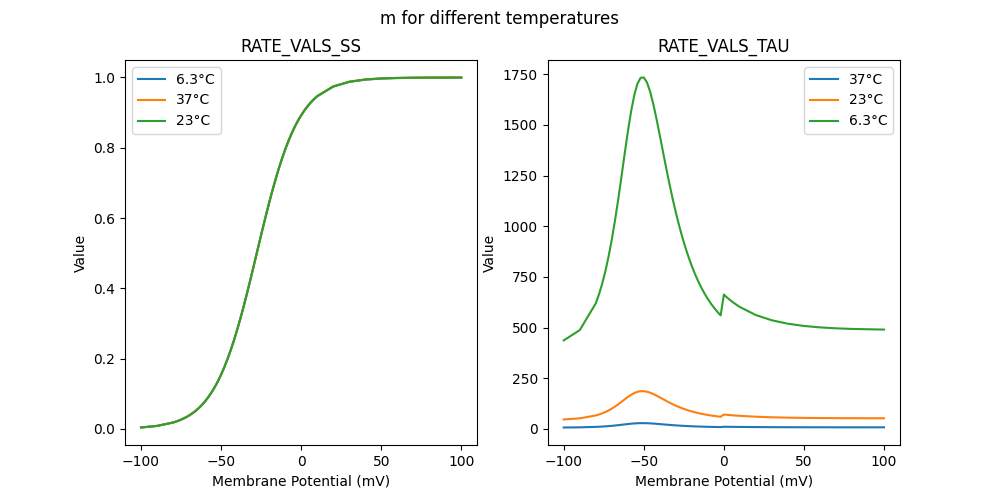 m for different temperatures
RATE_VALS_SS
1.0
0.8
0.6
0.4
0.2
0.0
Value
6.3°C
37°C
23°C
−100
−50
0
50
100
Membrane Potential (mV)
RATE_VALS_TAU
1750
1500
1250
1000
750
500
250
0
Value
37°C
23°C
6.3°C
−100
−50
0
50
100
Membrane Potential (mV)